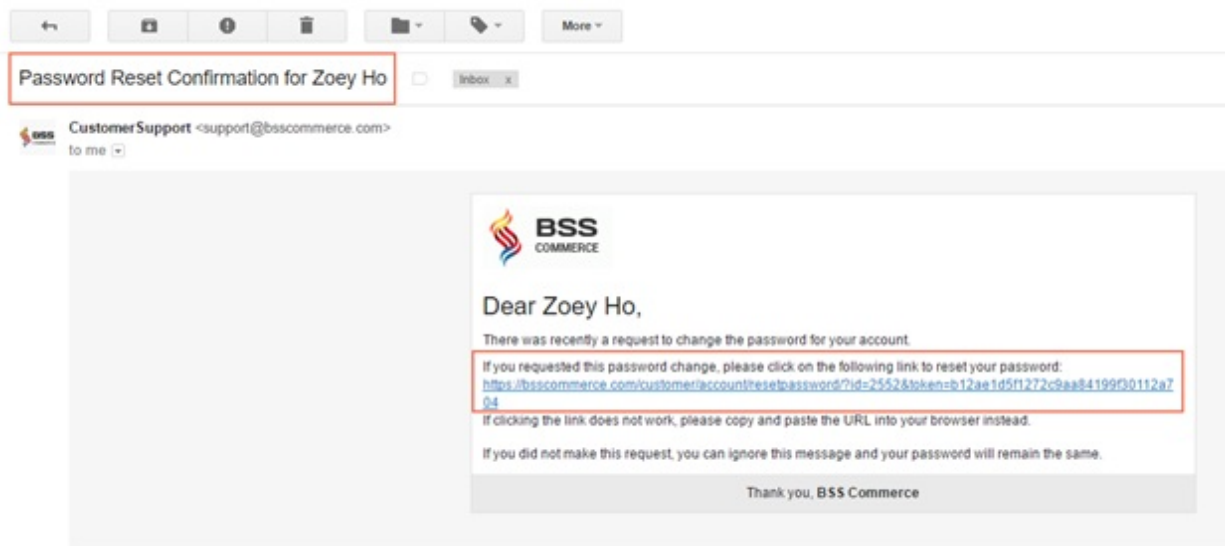 More
Password Reset Confirmation for Zoey Ho
Inbox x
BSS
COMMERCE
CustomerSupport <support@bsscommerce.com>
to me
BSS
COMMERCE
Dear Zoey Ho,
There was recently a request to change the password for your account.
If you requested this password change, please click on the following link to reset your password:
https://bsscommerce.com/customer/account/resetpassword/?id=2552&token=b12ae1d5f1272c9aa84199f30112a7
04
If clicking the link does not work, please copy and paste the URL into your browser instead.
If you did not make this request, you can ignore this message and your password will remain the same.
Thank you, BSS Commerce